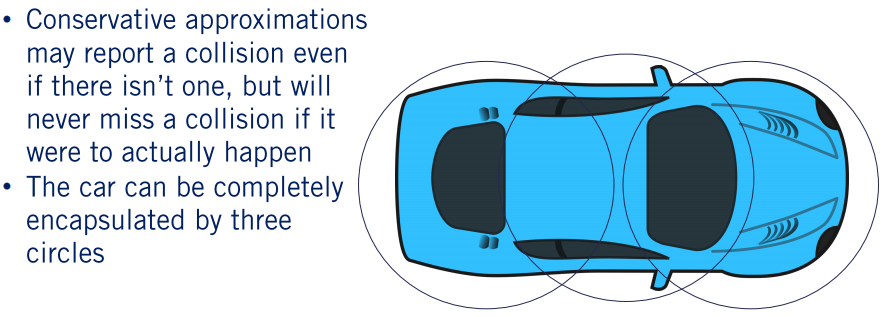 • Conservative approximations
may report a collision even
if there isn’t one, but will
never miss a collision if it
were to actually happen
• The car can be completely
encapsulated by three
circles